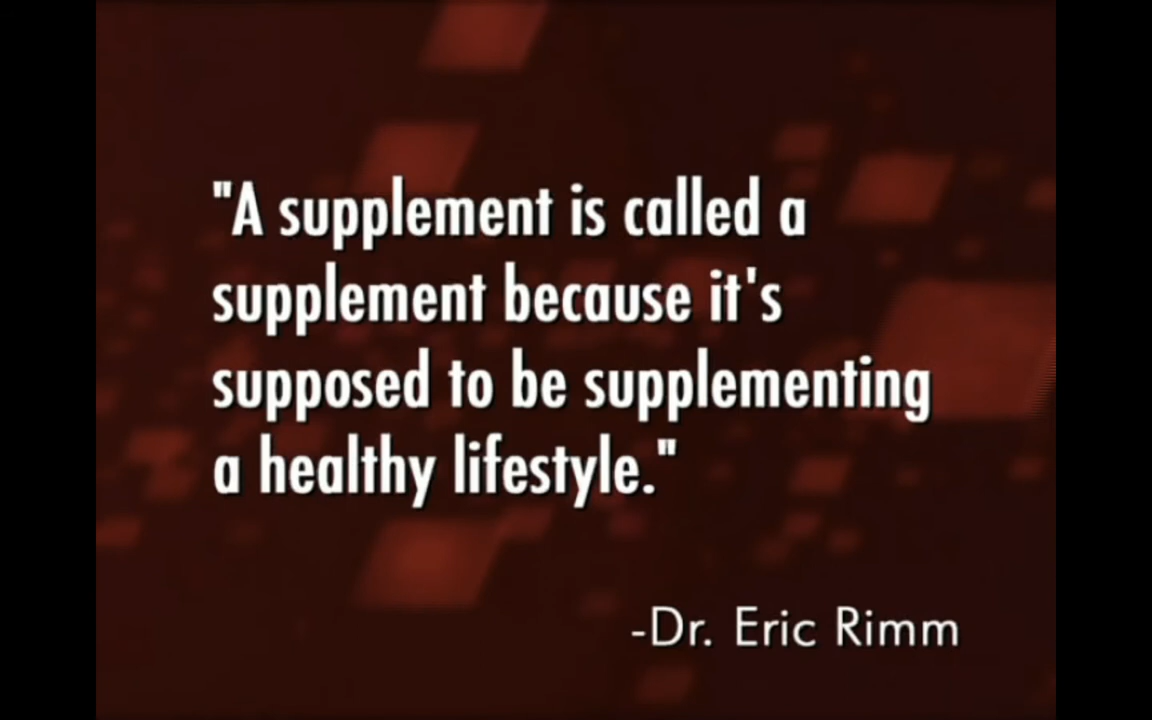 "A supplement is called a
supplement because it's
supposed to be supplementing
a healthy lifestyle."
-Dr. Eric Rimm